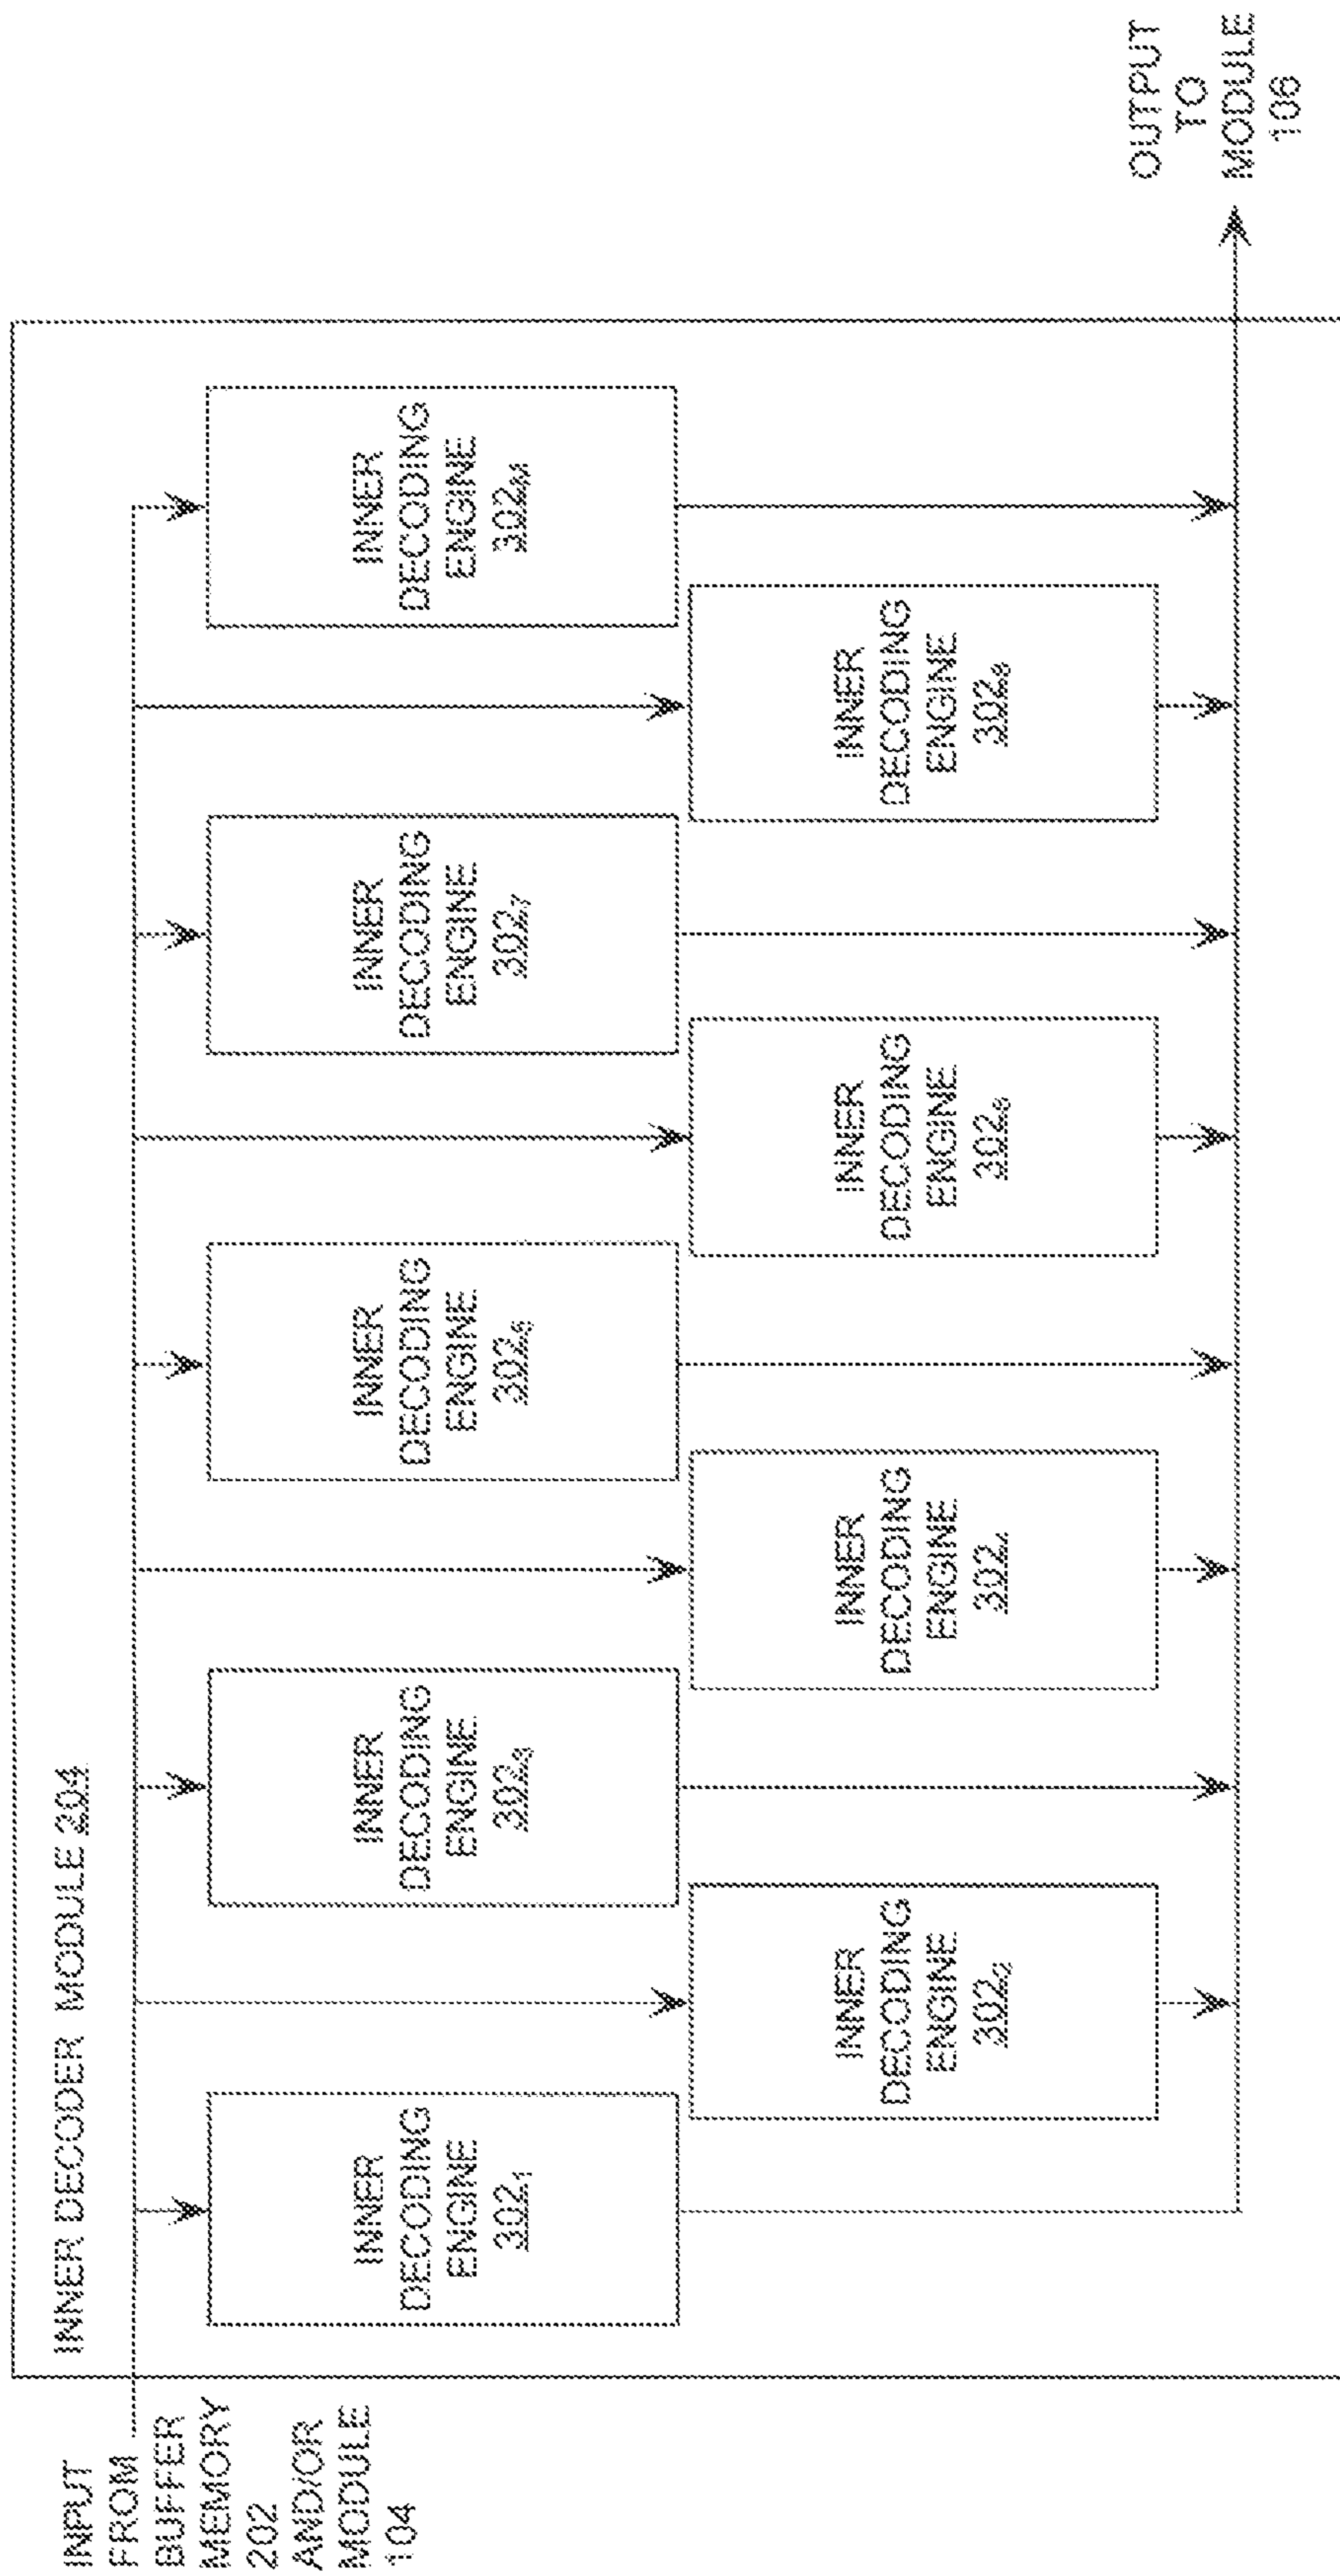 INNER DECODER MODULE 204
INPUT
FROM
BUFFER
MEMORY
202
AND/OR
MODULE
104
INNER
DECODING
ENGINE
302₁
INNER
DECODING
ENGINE
302₃
INNER
DECODING
ENGINE
302₅
INNER
DECODING
ENGINE
302₇
INNER
DECODING
ENGINE
302M
INNER
DECODING
ENGINE
302₂
INNER
DECODING
ENGINE
302₄
INNER
DECODING
ENGINE
302₆
INNER
DECODING
ENGINE
302₈
OUTPUT
TO
MODULE
106